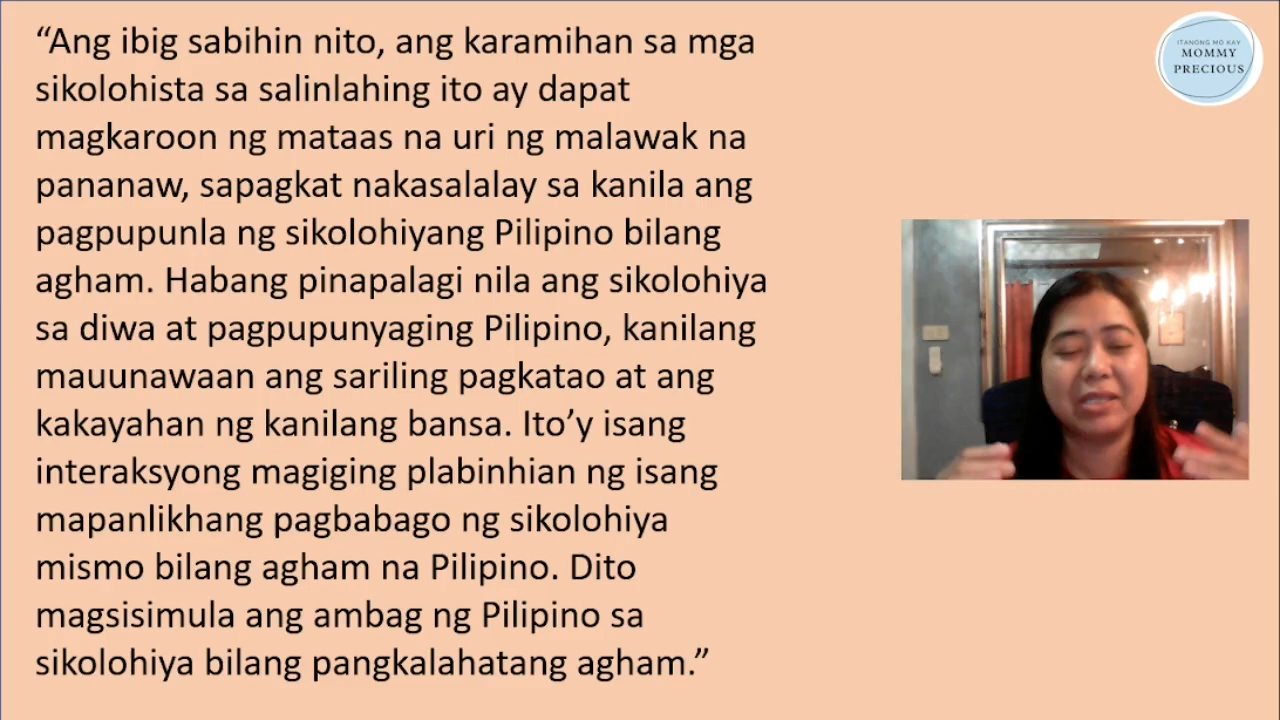 “Ang ibig sabihin nito, ang karamihan sa mga
sikolohista sa salinlahing ito ay dapat
magkaroon ng mataas na uri ng malawak na
pananaw, sapagkat nakasalalay sa kanila ang
pagpupunla ng sikolohiyang Pilipino bilang
agham. Habang pinapalagi nila ang sikolohiya
sa diwa at pagpupunyaging Pilipino, kanilang
mauunawaan ang sariling pagkatao at ang
kakayahan ng kanilang bansa. Ito’y isang
interaksyong magiging plabinhian ng isang
mapanlikhang pagbabago ng sikolohiya
mismo bilang agham na Pilipino. Dito
magsisimula ang ambag ng Pilipino sa
sikolohiya bilang pangkalahatang agham.”
ITANONG MO KAY
MOMMY
PRECIOUS